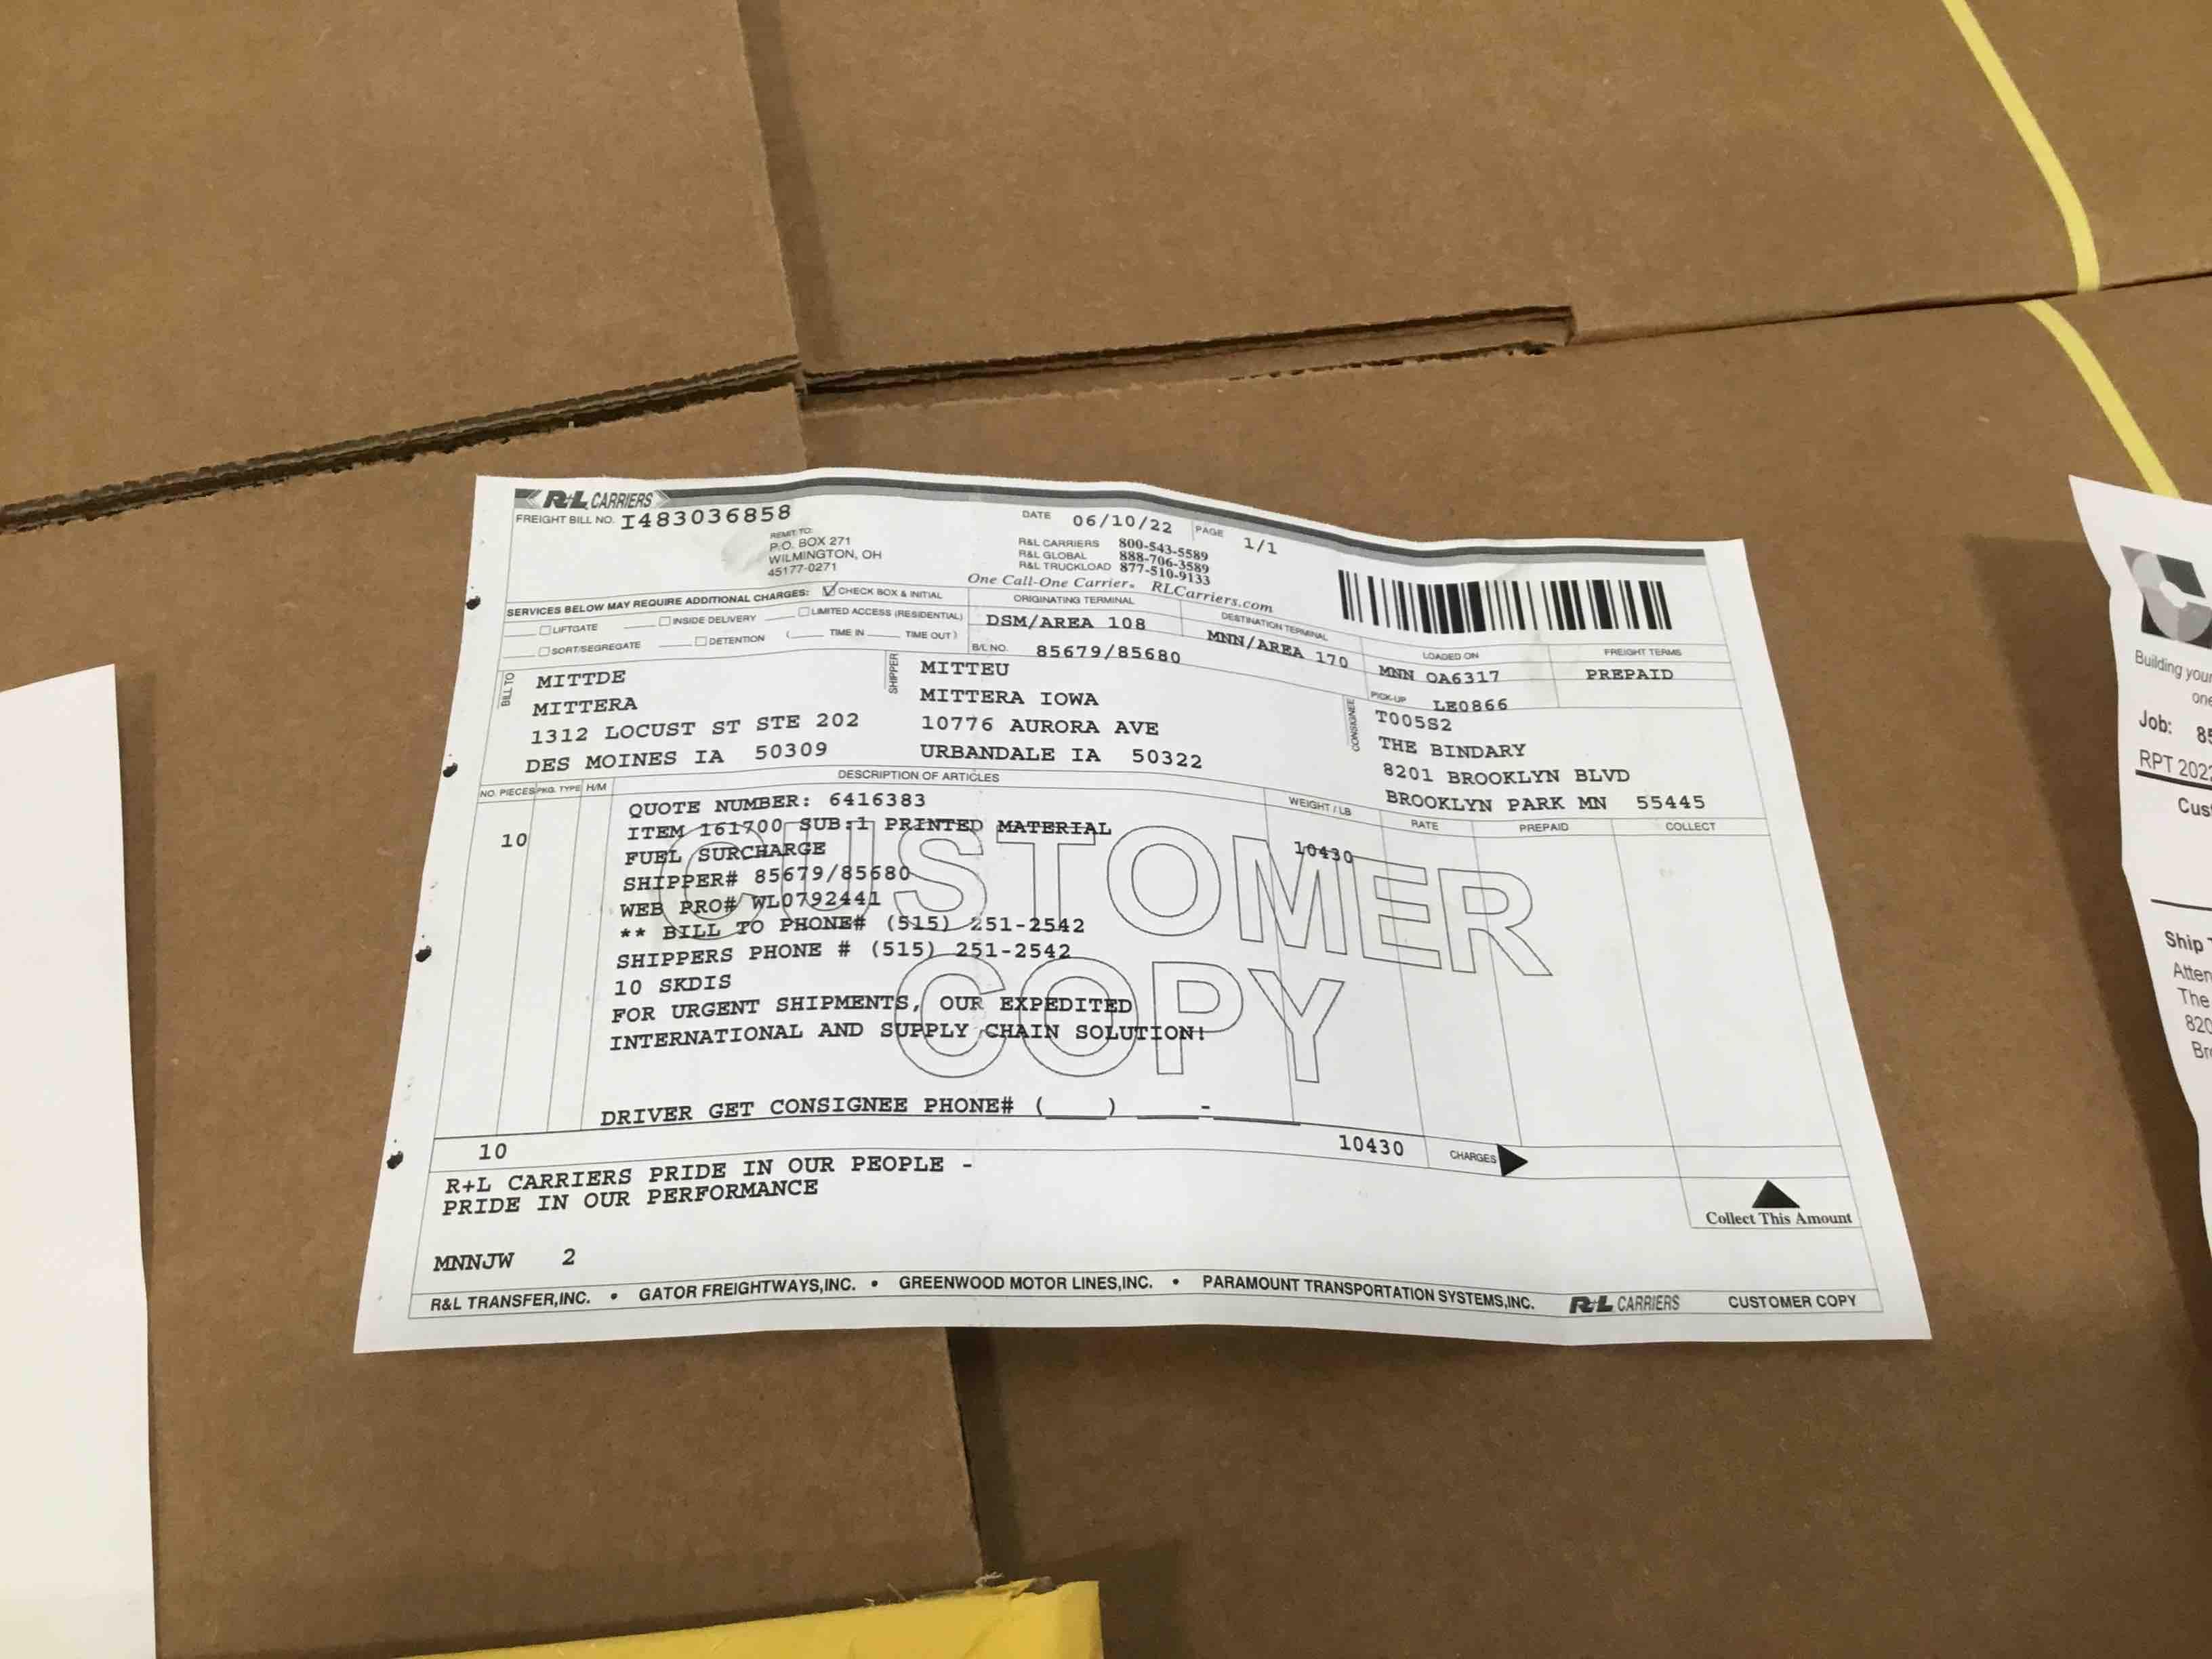 R+L CARRIERS
FREIGHT BILL NO. I483036858
REMIT TO:
P.O. BOX 271
WILMINGTON, OH
45177-0271
DATE 06/10/22 PAGE 1/1
R&L CARRIERS 800-543-5589
R&L GLOBAL 888-706-3589
R&L TRUCKLOAD 877-510-9133
One Call-One Carrier. RLCarriers.com
SERVICES BELOW MAY REQUIRE ADDITIONAL CHARGES: CHECK BOX & INITIAL
LIFTGATE INSIDE DELIVERY LIMITED ACCESS (RESIDENTIAL)
SORT/SEGREGATE DETENTION ( TIME IN TIME OUT )
ORIGINATING TERMINAL
DSM/AREA 108
DESTINATION TERMINAL
MNN/AREA 170
B/L NO. 85679/85680
LOADED ON
MNN OA6317
FREIGHT TERMS
PREPAID
PICK-UP LE0866
BILL TO
MITTDE
MITTERA
1312 LOCUST ST STE 202
DES MOINES IA 50309
SHIPPER
MITTEU
MITTERA IOWA
10776 AURORA AVE
URBANDALE IA 50322
CONSIGNEE
T005S2
THE BINDARY
8201 BROOKLYN BLVD
BROOKLYN PARK MN 55445
NO. PIECES PKG. TYPE H/M DESCRIPTION OF ARTICLES WEIGHT / LB RATE PREPAID COLLECT
QUOTE NUMBER: 6416383
10 ITEM 161700 SUB:1 PRINTED MATERIAL 10430
FUEL SURCHARGE
SHIPPER# 85679/85680
WEB PRO# WL0792441
** BILL TO PHONE# (515) 251-2542
SHIPPERS PHONE # (515) 251-2542
10 SKDIS
FOR URGENT SHIPMENTS, OUR EXPEDITED
INTERNATIONAL AND SUPPLY CHAIN SOLUTION!
CUSTOMER
COPY
DRIVER GET CONSIGNEE PHONE# (___) ___-____
10 10430 CHARGES
R+L CARRIERS PRIDE IN OUR PEOPLE -
PRIDE IN OUR PERFORMANCE
Collect This Amount
MNNJW 2
R&L TRANSFER,INC. • GATOR FREIGHTWAYS,INC. • GREENWOOD MOTOR LINES,INC. • PARAMOUNT TRANSPORTATION SYSTEMS,INC. R+L CARRIERS CUSTOMER COPY
Building your
Job: 85
RPT 202
Ship
The
820